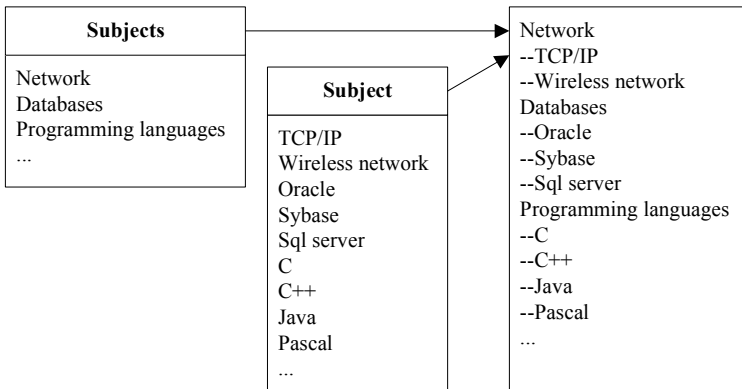 Subjects
Network
Databases
Programming languages
...
Subject
TCP/IP
Wireless network
Oracle
Sybase
Sql server
C
C++
Java
Pascal
...
Network
--TCP/IP
--Wireless network
Databases
--Oracle
--Sybase
--Sql server
Programming languages
--C
--C++
--Java
--Pascal
...